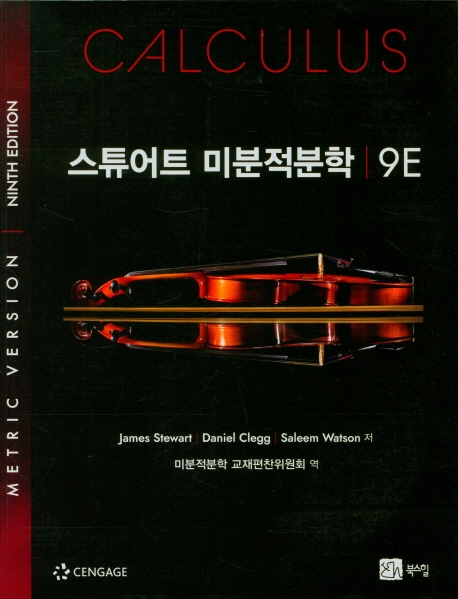 CALCULUS
스튜어트 미분적분학 | 9E
METRIC VERSION | NINTH EDITION
James Stewart | Daniel Clegg | Saleem Watson 저
미분적분학 교재편찬위원회 역
CENGAGE
북스힐